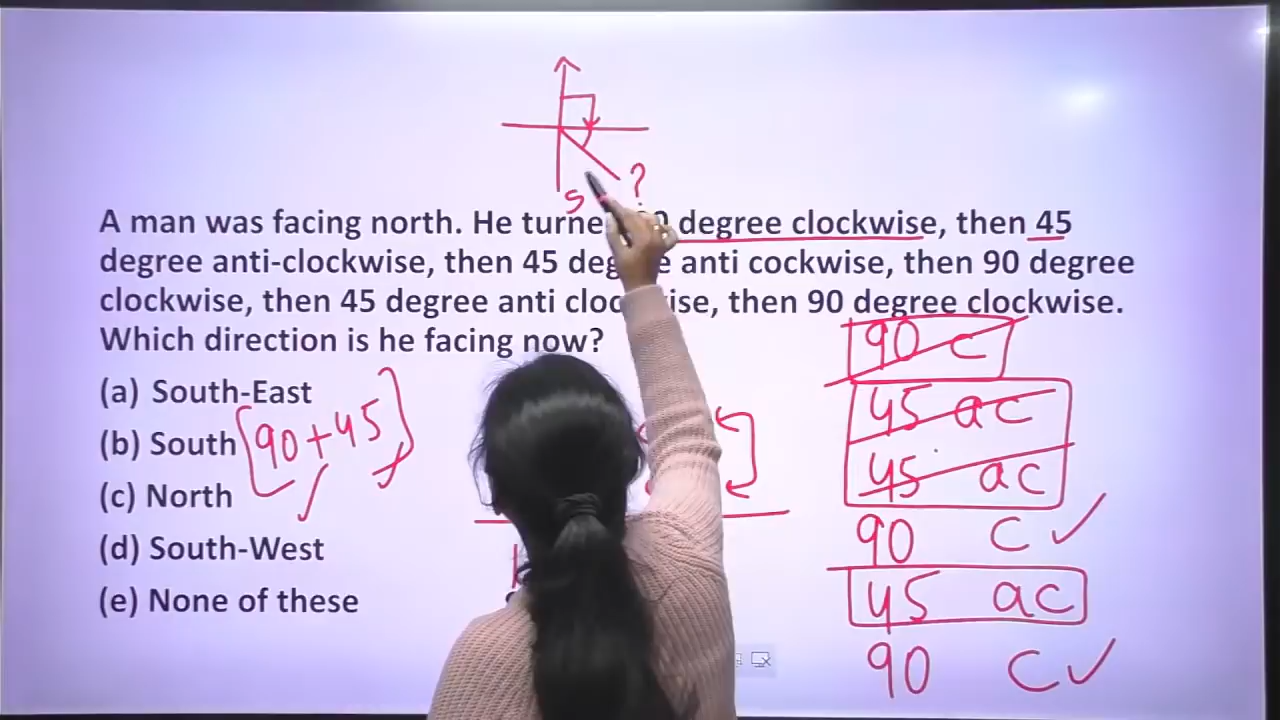 S ?
A man was facing north. He turne 0 degree clockwise, then 45
degree anti-clockwise, then 45 deg e anti cockwise, then 90 degree
clockwise, then 45 degree anti cloc ise, then 90 degree clockwise.
Which direction is he facing now?
(a) South-East
(b) South [90+45]
(c) North
(d) South-West
(e) None of these
90 C
45 ac
45 ac
90 C ✓
45 ac
90 C ✓